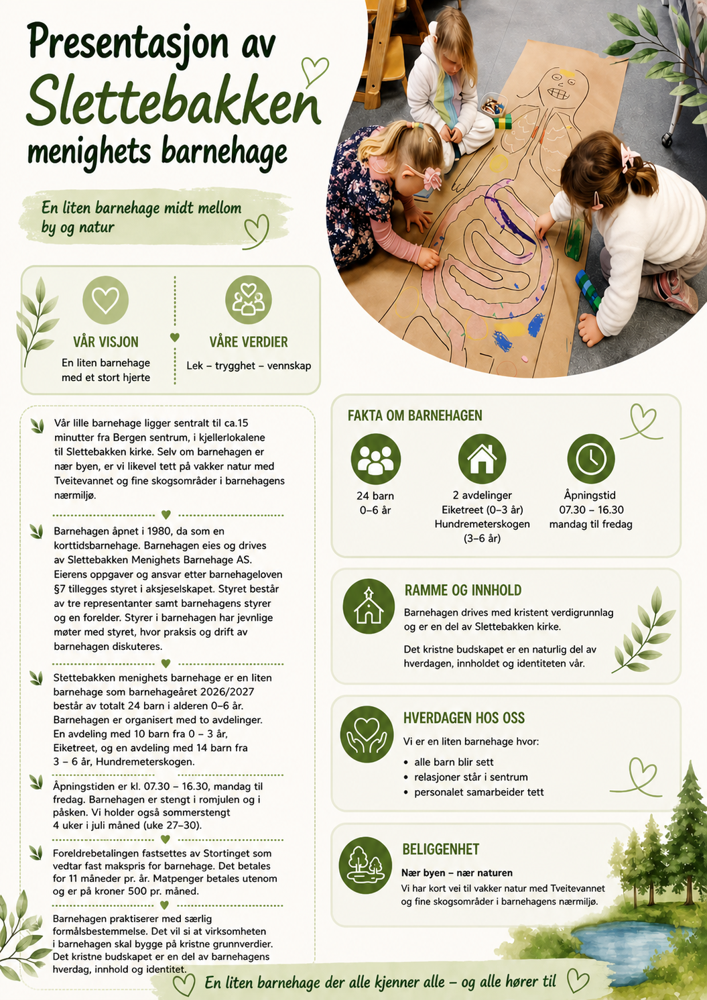 Presentasjon av
Slettebakken
menighets barnehage
En liten barnehage midt mellom
by og natur
VÅR VISJON
En liten barnehage
med et stort hjerte
VÅRE VERDIER
Lek – trygghet – vennskap
Vår lille barnehage ligger sentralt til ca.15
minutter fra Bergen sentrum, i kjellerlokalene
til Slettebakken kirke. Selv om barnehagen er
nær byen, er vi likevel tett på vakker natur med
Tveitevannet og fine skogsområder i barnehagens
nærmiljø.
Barnehagen åpnet i 1980, da som en
korttidsbarnehage. Barnehagen eies og drives
av Slettebakken Menighets Barnehage AS.
Eierens oppgaver og ansvar etter barnehageloven
§7 tillegges styret i aksjeselskapet. Styret består
av tre representanter samt barnehagens styrer
og en forelder. Styrer i barnehagen har jevnlige
møter med styret, hvor praksis og drift av
barnehagen diskuteres.
Stettebakken menighets barnehage er en liten
barnehage som barnehageåret 2026/2027
består av totalt 24 barn i alderen 0–6 år.
Barnehagen er organisert med to avdelinger.
En avdeling med 10 barn fra 0 – 3 år,
Eiketreet, og en avdeling med 14 barn fra
3 – 6 år, Hundremeterskogen.
Åpningstiden er kl. 07.30 – 16.30, mandag til
fredag. Barnehagen er stengt i romjulen og i
påsken. Vi holder også sommerstengt
4 uker i juli måned (uke 27–30).
Foreldrebetalingen fastsettes av Stortinget som
vedtar fast makspris for barnehage. Det betales
for 11 måneder pr. år. Matpenger betales utenom
og er på kroner 500 pr. måned.
Barnehagen praktiserer med særlig
formålsbestemmelse. Det vil si at virksomheten
i barnehagen skal bygge på kristne grunnverdier.
Det kristne budskapet er en del av barnehagens
hverdag, innhold og identitet.
FAKTA OM BARNEHAGEN
24 barn
0–6 år
2 avdelinger
Eiketreet (0–3 år)
Hundremeterskogen
(3–6 år)
Åpningstid
07.30 – 16.30
mandag til fredag
RAMME OG INNHOLD
Barnehagen drives med kristent verdigrunnlag
og er en del av Slettebakken kirke.
Det kristne budskapet er en naturlig del av
hverdagen, innholdet og identiteten vår.
HVERDAGEN HOS OSS
Vi er en liten barnehage hvor:
• alle barn blir sett
• relasjoner står i sentrum
• personalet samarbeider tett
BELIGGENHET
Nær byen – nær naturen
Vi har kort vei til vakker natur med Tveitevannet
og fine skogsområder i barnehagens nærmiljø.
En liten barnehage der alle kjenner alle – og alle hører til